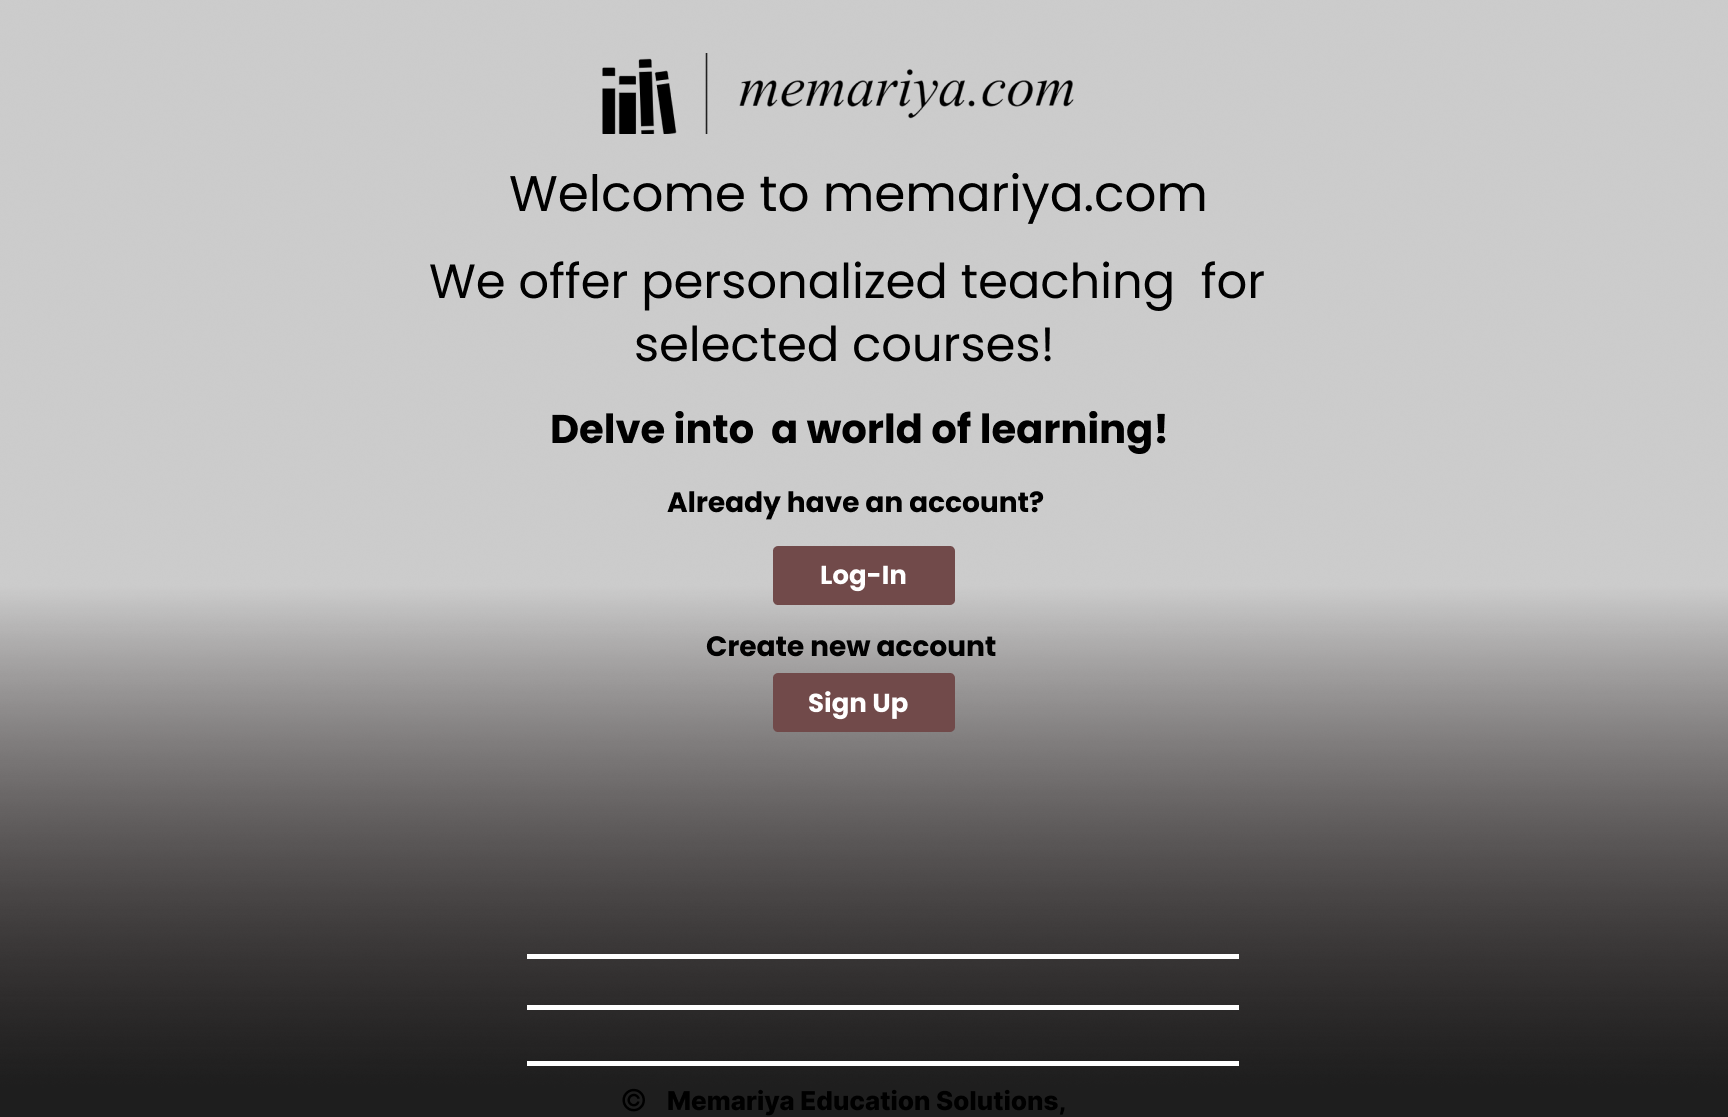 memariya.com
Welcome to memariya.com
We offer personalized teaching  for
selected courses!
Delve into  a world of learning!
Already have an account?
Log-In
Create new account
Sign Up
©  Memariya Education Solutions,